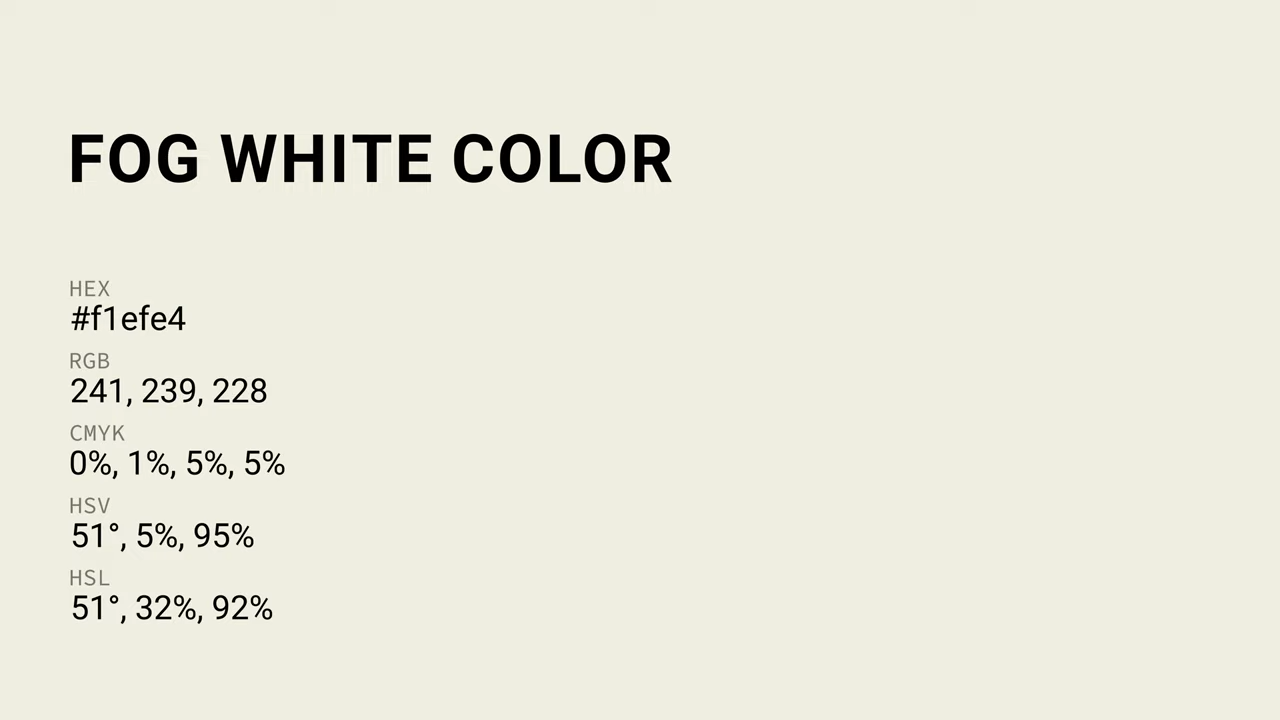 FOG WHITE COLOR
HEX
#f1efe4
RGB
241, 239, 228
CMYK
0%, 1%, 5%, 5%
HSV
51°, 5%, 95%
HSL
51°, 32%, 92%